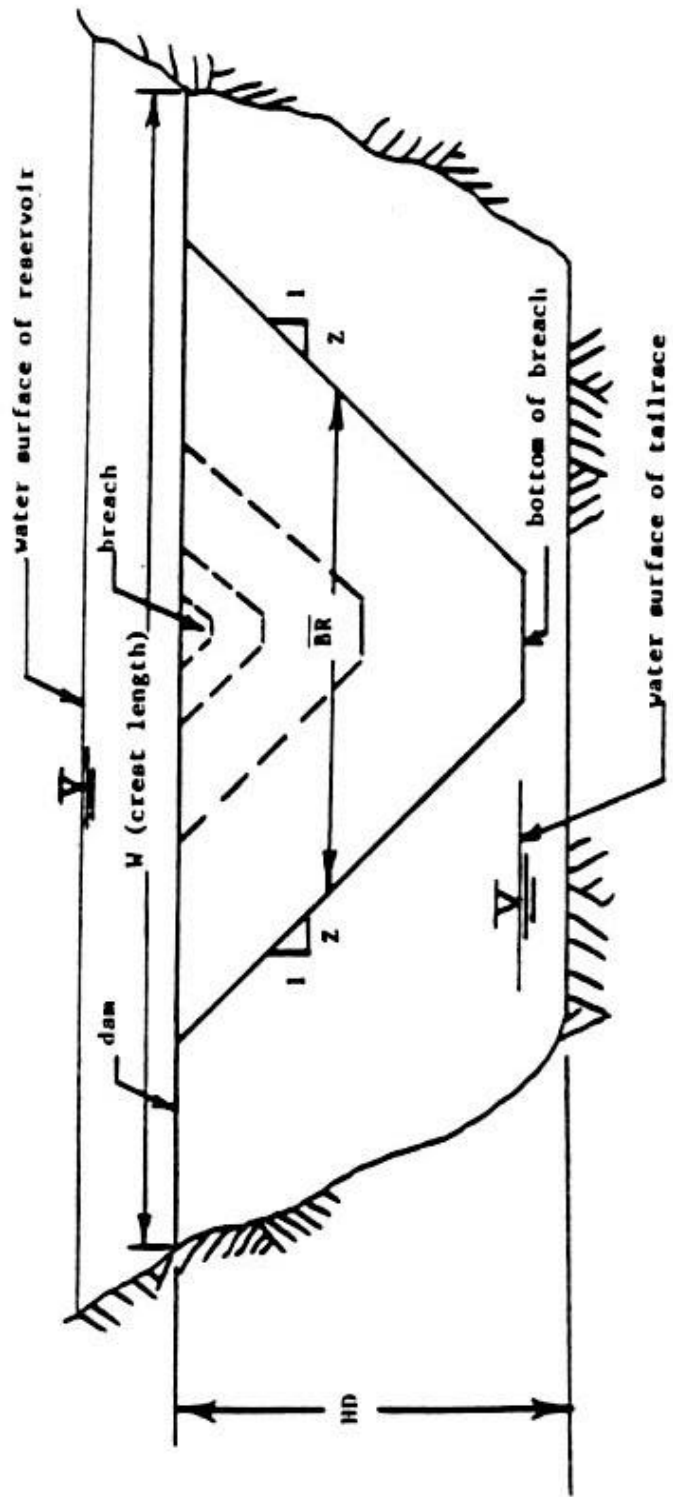 water surface of reservoir
W (crest length)
breach
dam
1
Z
1
Z
BR
HD
bottom of breach
water surface of tailrace